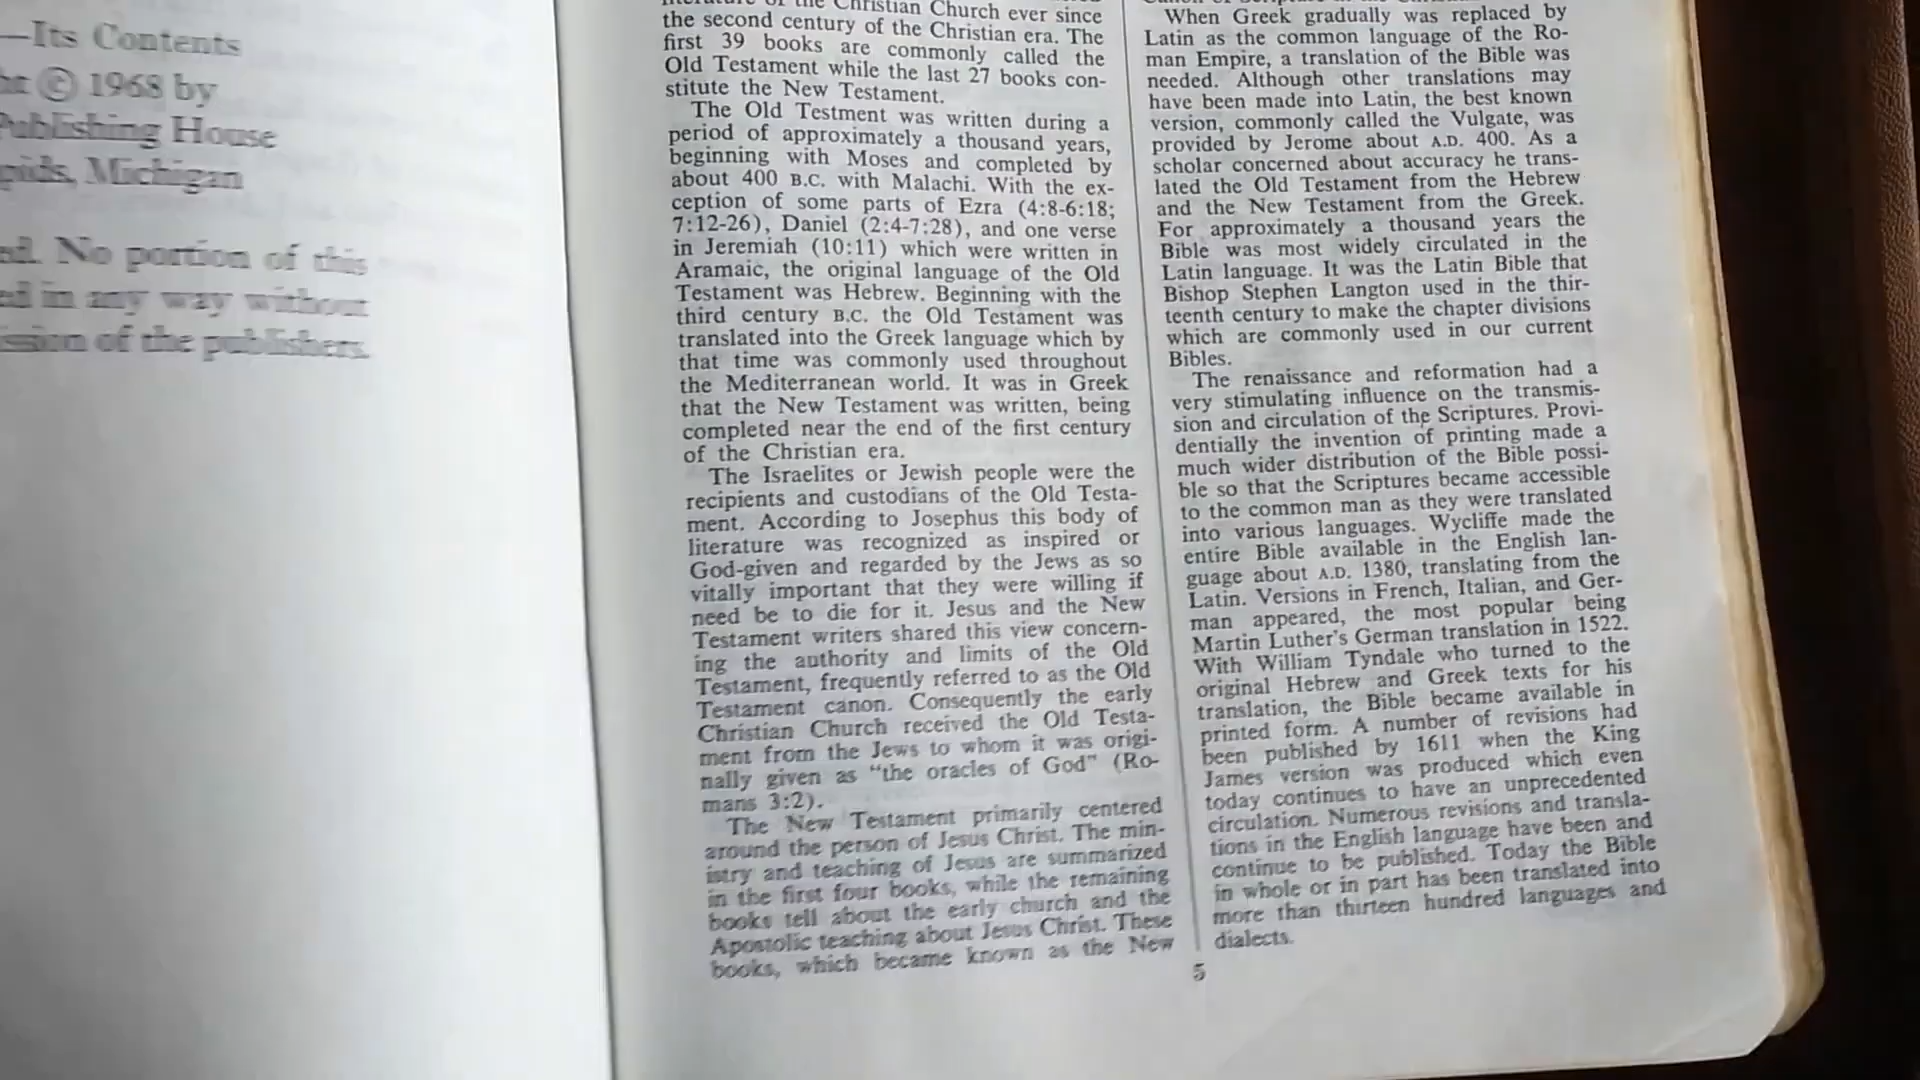 —Its Contents
© 1968 by
Publishing House
Michigan
No portion of this
in any way without
of the publishers.
literature of the Christian Church ever since
the second century of the Christian era. The
first 39 books are commonly called the
Old Testament while the last 27 books con-
stitute the New Testament.
The Old Testment was written during a
period of approximately a thousand years,
beginning with Moses and completed by
about 400 B.C. with Malachi. With the ex-
ception of some parts of Ezra (4:8-6:18;
7:12-26), Daniel (2:4-7:28), and one verse
in Jeremiah (10:11) which were written in
Aramaic, the original language of the Old
Testament was Hebrew. Beginning with the
third century B.C. the Old Testament was
translated into the Greek language which by
that time was commonly used throughout
the Mediterranean world. It was in Greek
that the New Testament was written, being
completed near the end of the first century
of the Christian era.
The Israelites or Jewish people were the
recipients and custodians of the Old Testa-
ment. According to Josephus this body of
literature was recognized as inspired or
God-given and regarded by the Jews as so
vitally important that they were willing if
need be to die for it. Jesus and the New
Testament writers shared this view concern-
ing the authority and limits of the Old
Testament, frequently referred to as the Old
Testament canon. Consequently the early
Christian Church received the Old Testa-
ment from the Jews to whom it was origi-
nally given as "the oracles of God" (Ro-
mans 3:2).
The New Testament primarily centered
around the person of Jesus Christ. The min-
istry and teaching of Jesus are summarized
in the first four books, while the remaining
books tell about the early church and the
Apostolic teaching about Jesus Christ. These
books, which became known as the New
When Greek gradually was replaced by
Latin as the common language of the Ro-
man Empire, a translation of the Bible was
needed. Although other translations may
have been made into Latin, the best known
version, commonly called the Vulgate, was
provided by Jerome about A.D. 400. As a
scholar concerned about accuracy he trans-
lated the Old Testament from the Hebrew
and the New Testament from the Greek.
For approximately a thousand years the
Bible was most widely circulated in the
Latin language. It was the Latin Bible that
Bishop Stephen Langton used in the thir-
teenth century to make the chapter divisions
which are commonly used in our current
Bibles.
The renaissance and reformation had a
very stimulating influence on the transmis-
sion and circulation of the Scriptures. Provi-
dentially the invention of printing made a
much wider distribution of the Bible possi-
ble so that the Scriptures became accessible
to the common man as they were translated
into various languages. Wycliffe made the
entire Bible available in the English lan-
guage about A.D. 1380, translating from the
Latin. Versions in French, Italian, and Ger-
man appeared, the most popular being
Martin Luther's German translation in 1522.
With William Tyndale who turned to the
original Hebrew and Greek texts for his
translation, the Bible became available in
printed form. A number of revisions had
been published by 1611 when the King
James version was produced which even
today continues to have an unprecedented
circulation. Numerous revisions and transla-
tions in the English language have been and
continue to be published. Today the Bible
in whole or in part has been translated into
more than thirteen hundred languages and
dialects.
5